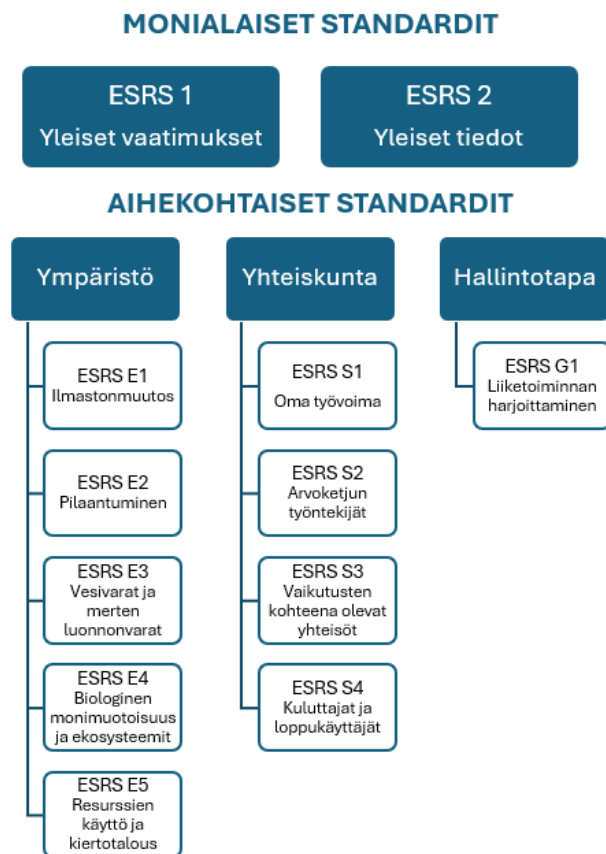 MONIALAISET STANDARDIT
ESRS 1
Yleiset vaatimukset
ESRS 2
Yleiset tiedot
AIHEKOHTAISET STANDARDIT
Ympäristö
ESRS E1
Ilmastonmuutos
ESRS E2
Pilaantuminen
ESRS E3
Vesivarat ja
merten
luonnonvarat
ESRS E4
Biologinen
monimuotoisuus
ja ekosysteemit
ESRS E5
Resurssien
käyttö ja
kiertotalous
Yhteiskunta
ESRS S1
Oma työvoima
ESRS S2
Arvoketjun
työntekijät
ESRS S3
Vaikutusten
kohteena olevat
yhteisöt
ESRS S4
Kuluttajat ja
loppukäyttäjät
Hallintotapa
ESRS G1
Liiketoiminnan
harjoittaminen